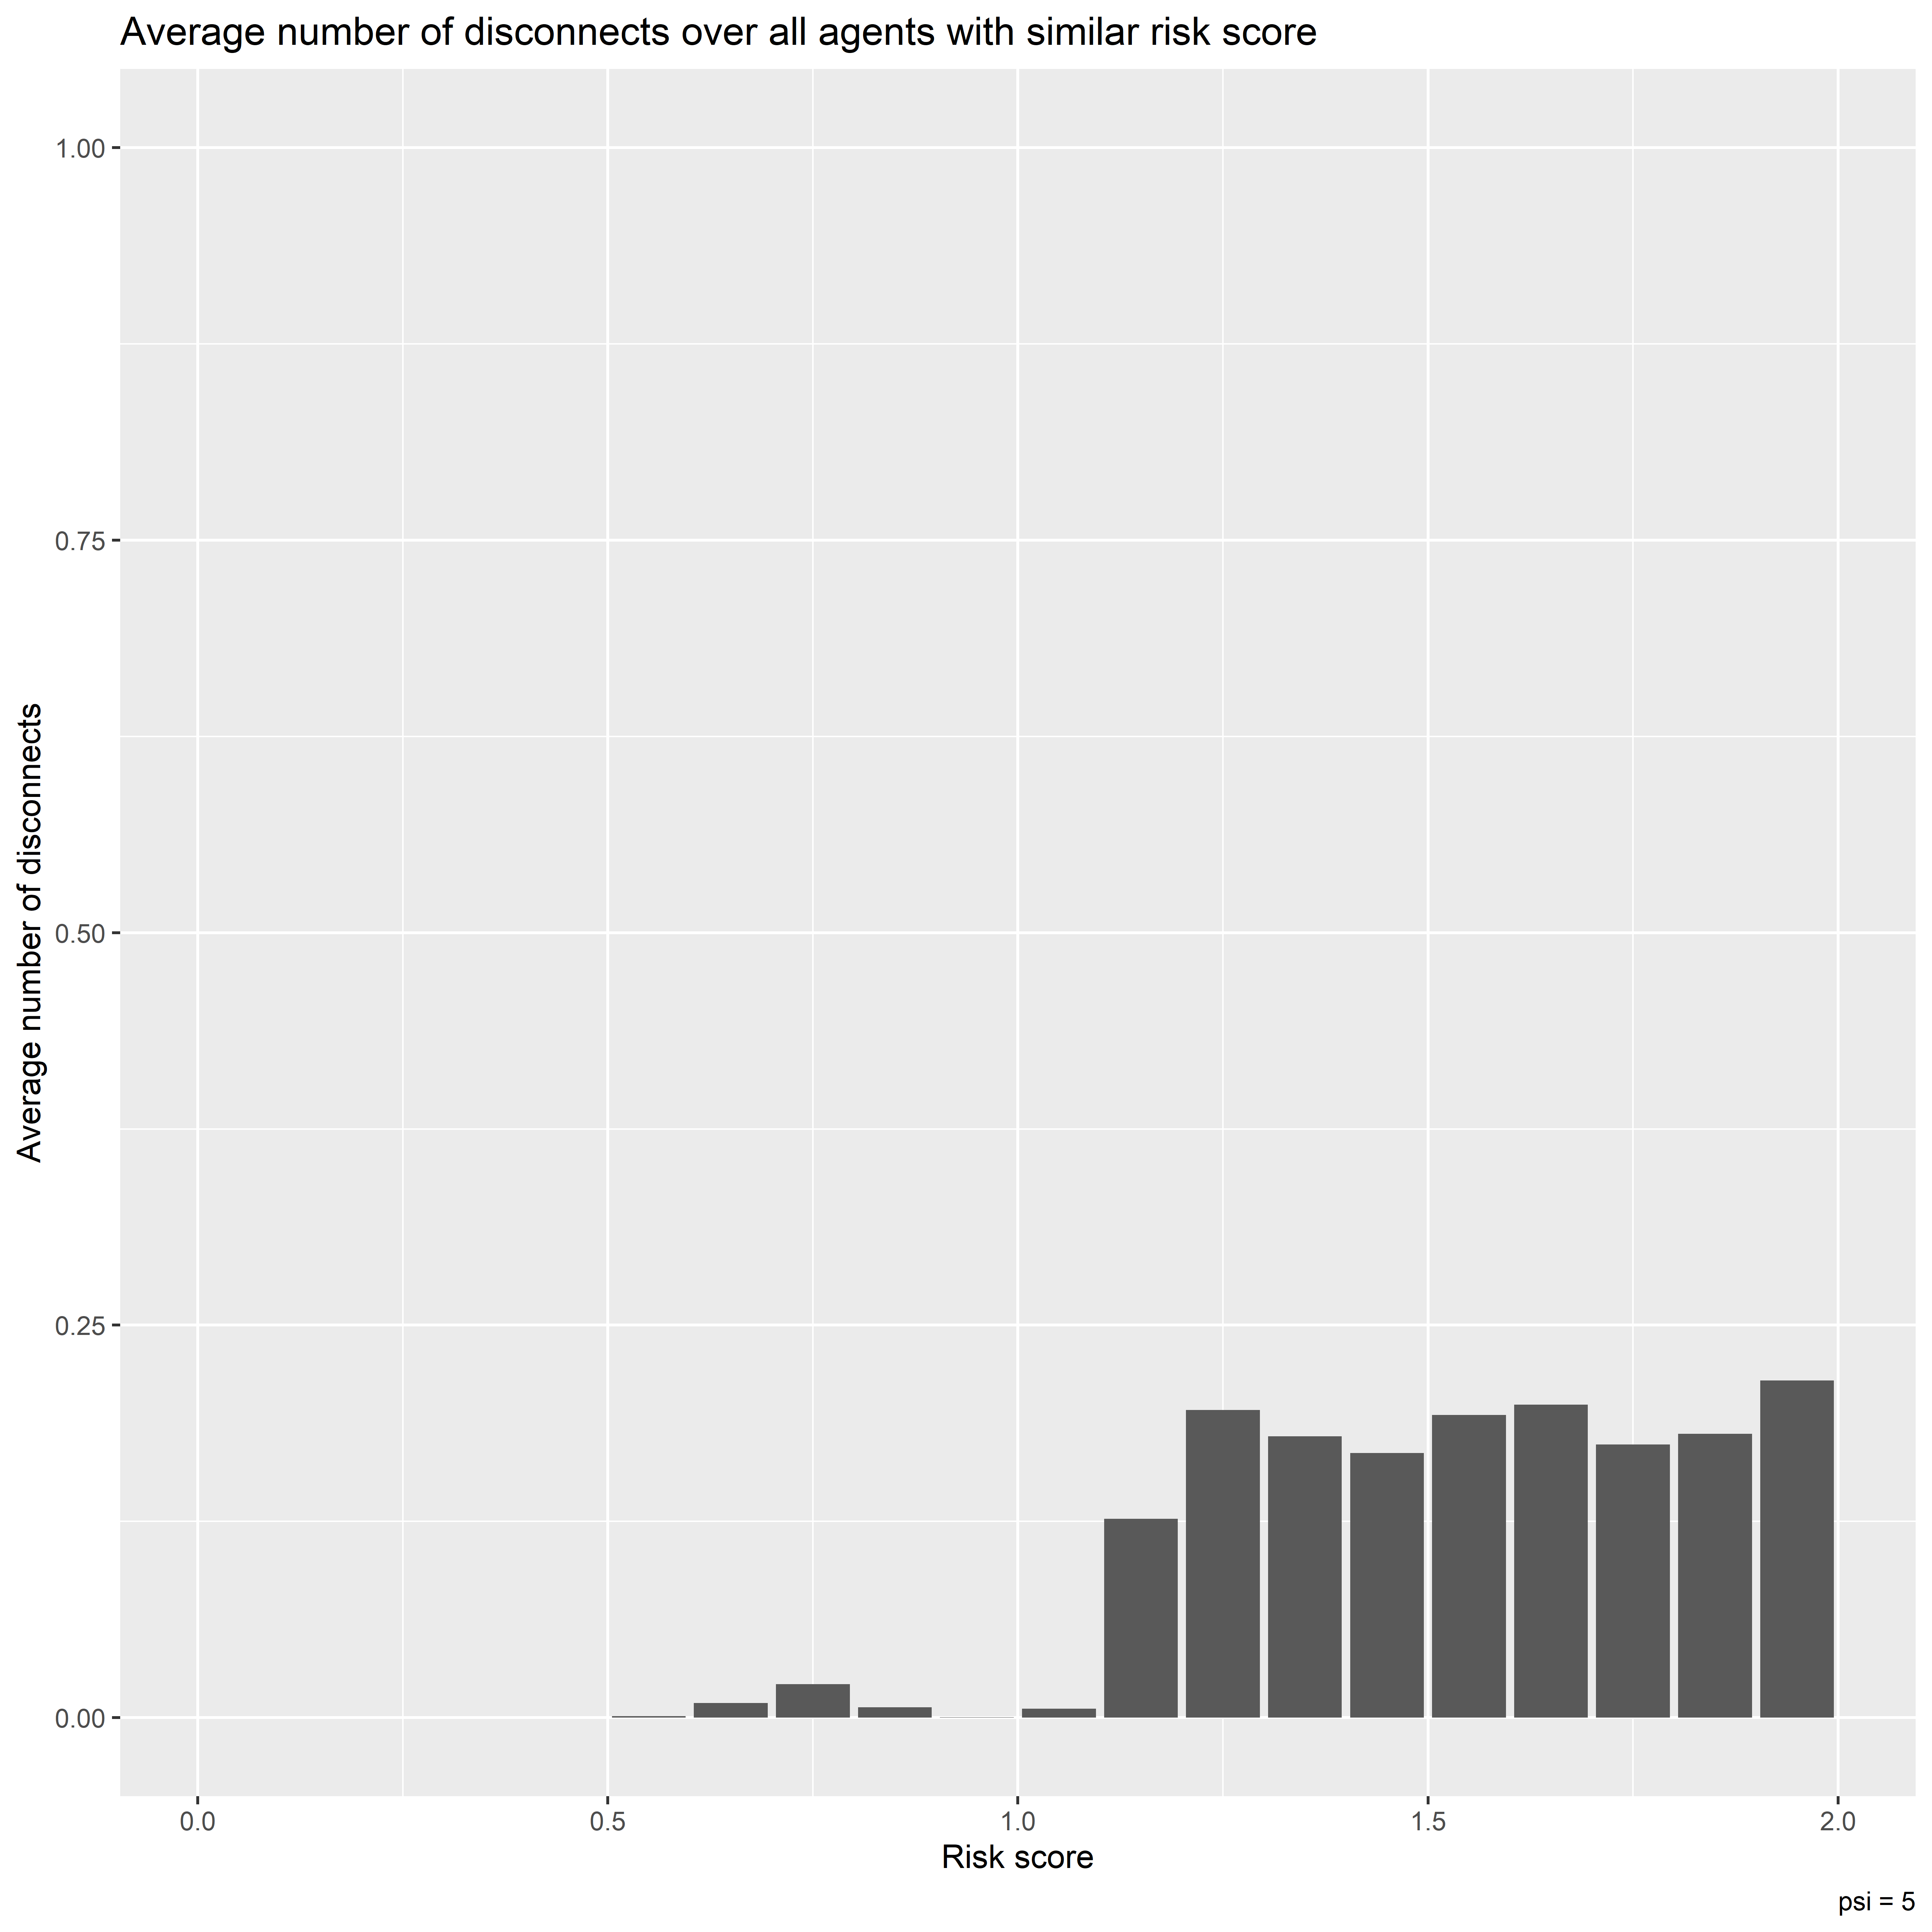 Average number of disconnects over all agents with similar risk score
Average number of disconnects
1.00
0.75
0.50
0.25
0.00
0.0 0.5 1.0 1.5 2.0
Risk score
psi = 5